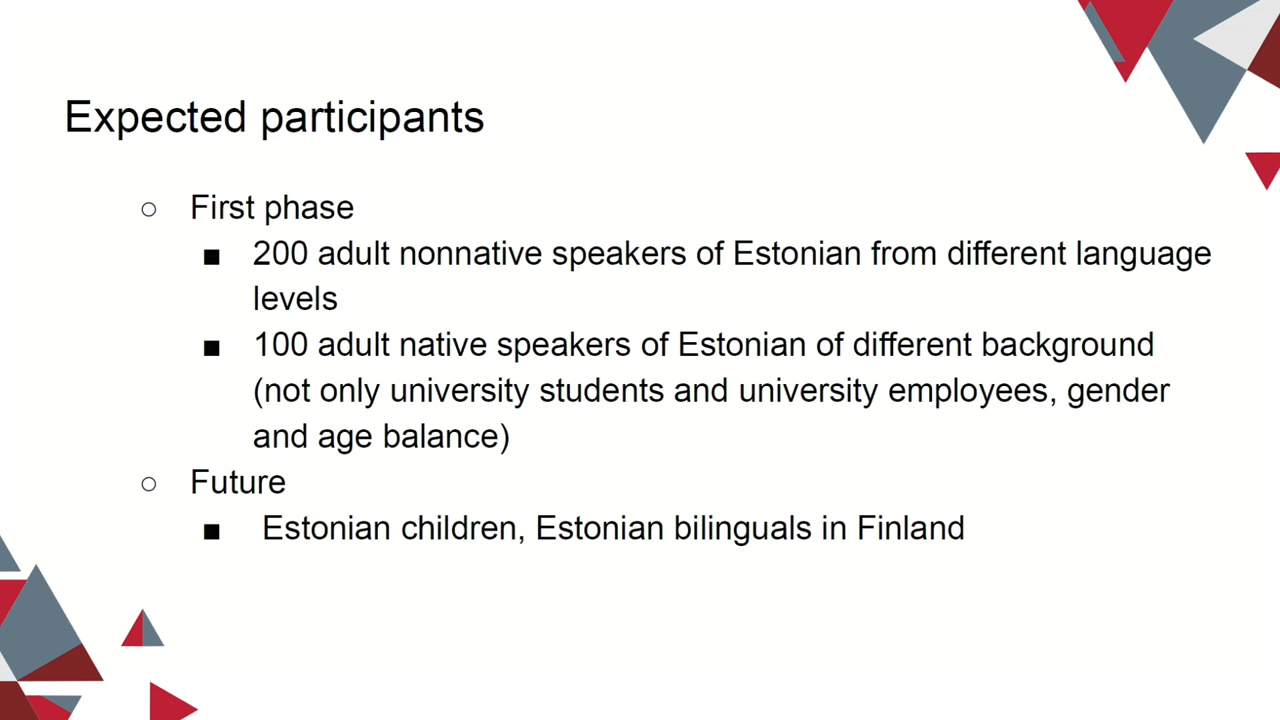 Expected participants
○ First phase
■ 200 adult nonnative speakers of Estonian from different language
levels
■ 100 adult native speakers of Estonian of different background
(not only university students and university employees, gender
and age balance)
○ Future
■ Estonian children, Estonian bilinguals in Finland